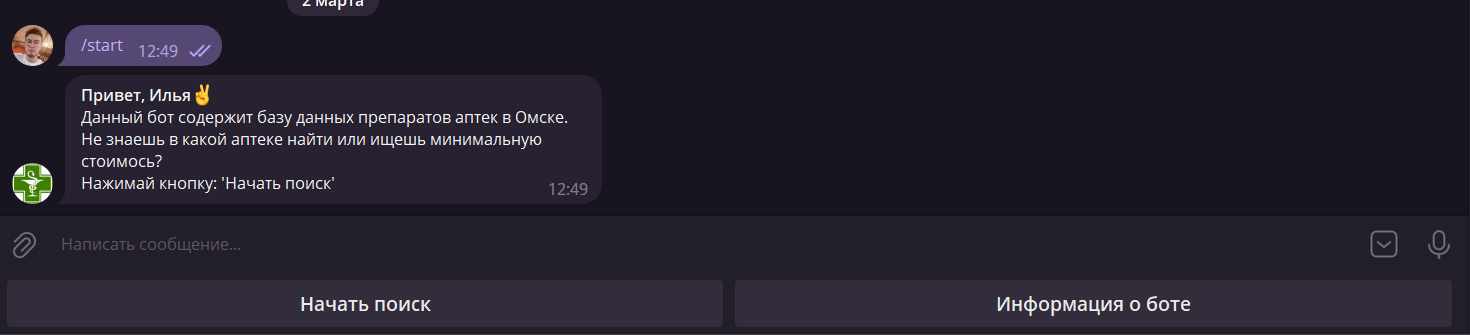 2 марта
/start 12:49
Привет, Илья✌
Данный бот содержит базу данных препаратов аптек в Омске.
Не знаешь в какой аптеке найти или ищешь минимальную
стоимось?
Нажимай кнопку: 'Начать поиск'
12:49
Написать сообщение...
Начать поиск
Информация о боте